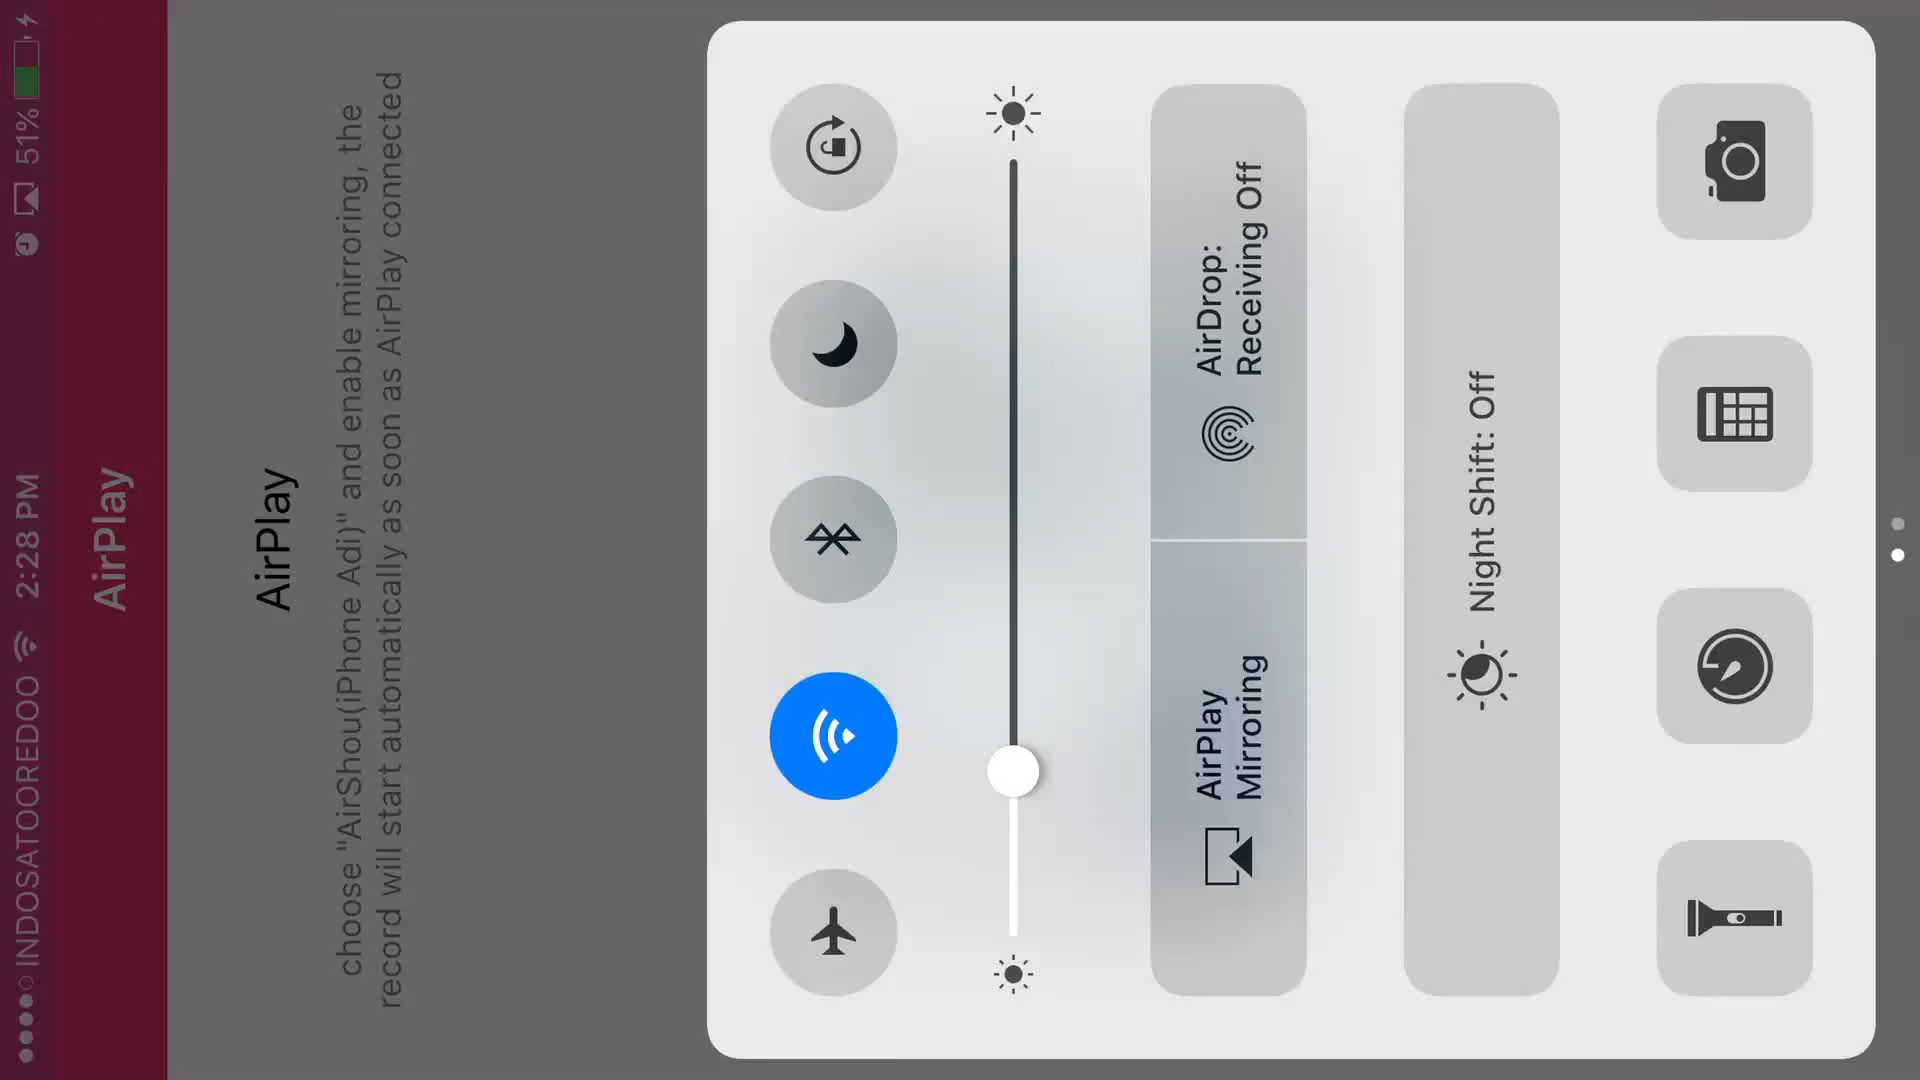 INDOSATOOREDOO 2:28 PM 51%
AirPlay
AirPlay
choose "AirShou(iPhone Adi)" and enable mirroring, the
record will start automatically as soon as AirPlay connected
AirPlay
Mirroring
AirDrop:
Receiving Off
Night Shift: Off